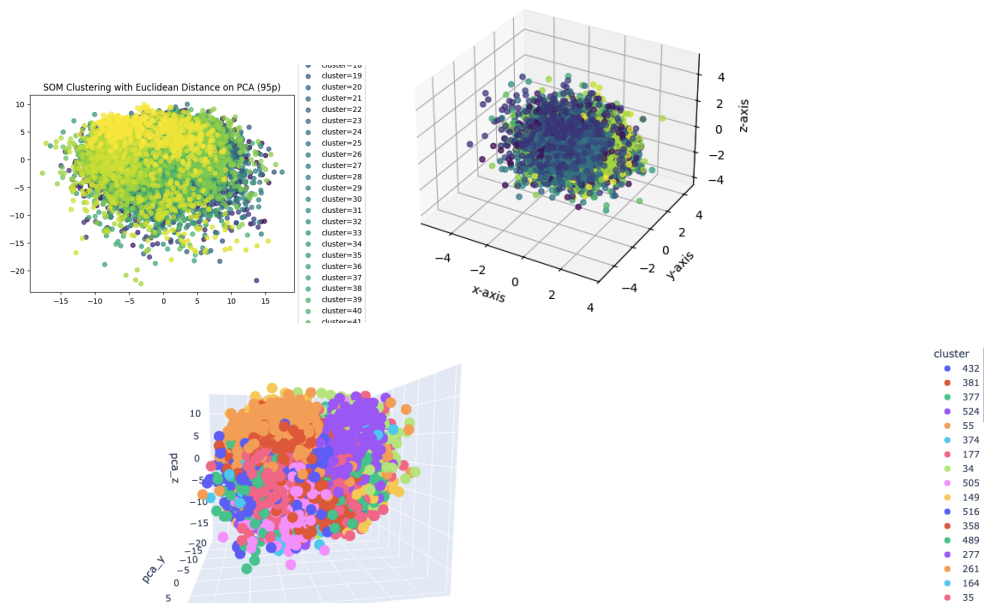 SOM Clustering with Euclidean Distance on PCA (95p)
10
5
0
−5
−10
−15
−20
−15
−10
−5
0
5
10
15
cluster=18
cluster=19
cluster=20
cluster=21
cluster=22
cluster=23
cluster=24
cluster=25
cluster=26
cluster=27
cluster=28
cluster=29
cluster=30
cluster=31
cluster=32
cluster=33
cluster=34
cluster=35
cluster=36
cluster=37
cluster=38
cluster=39
cluster=40
cluster=41
4
2
0
−2
−4
z-axis
4
2
0
−2
−4
y-axis
−4
−2
0
2
4
x-axis
10
5
0
−5
−10
−15
−20
pca_z
−15
−10
−5
0
5
pca_y
cluster
432
381
377
524
55
374
177
34
505
149
516
358
489
277
261
164
35